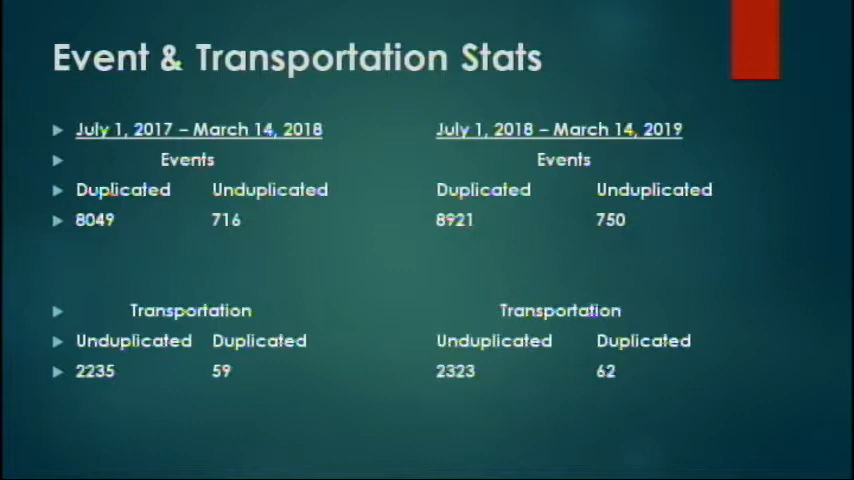 Event & Transportation Stats
July 1, 2017 – March 14, 2018 July 1, 2018 – March 14, 2019
Events Events
Duplicated Unduplicated Duplicated Unduplicated
8049 716 8921 750
Transportation Transportation
Unduplicated Duplicated Unduplicated Duplicated
2235 59 2323 62